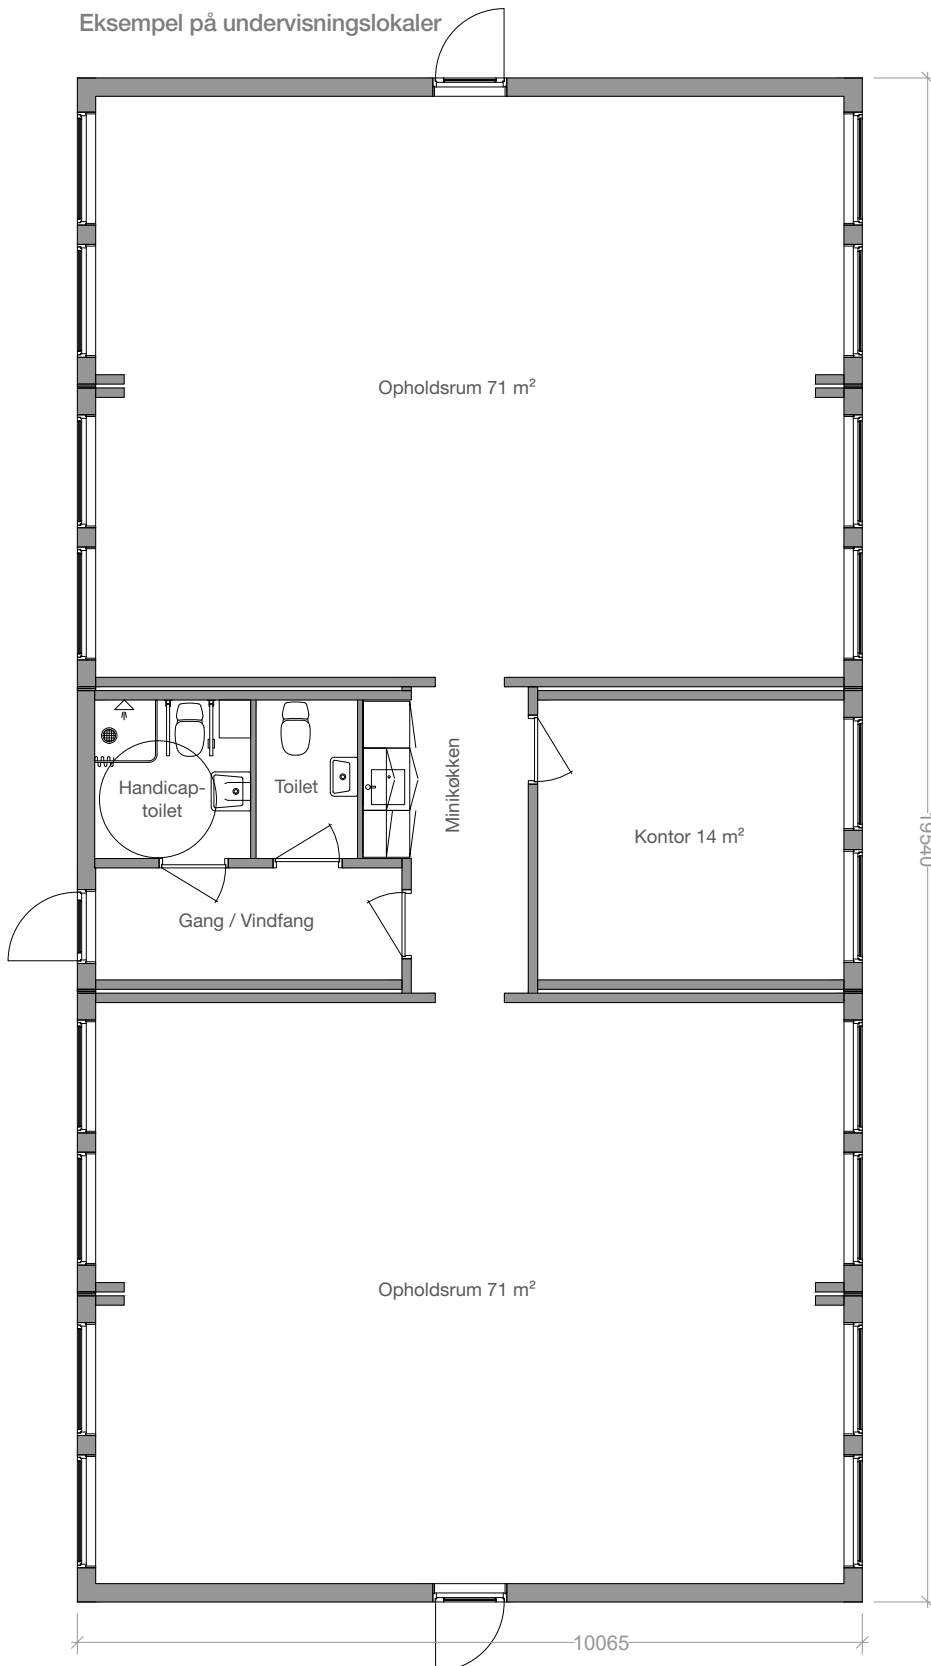 Eksempel på undervisningslokaler
Opholdsrum 71 m²
Minikøkken
Handicap-
toilet
Toilet
Kontor 14 m²
19540
Gang / Vindfang
Opholdsrum 71 m²
10065